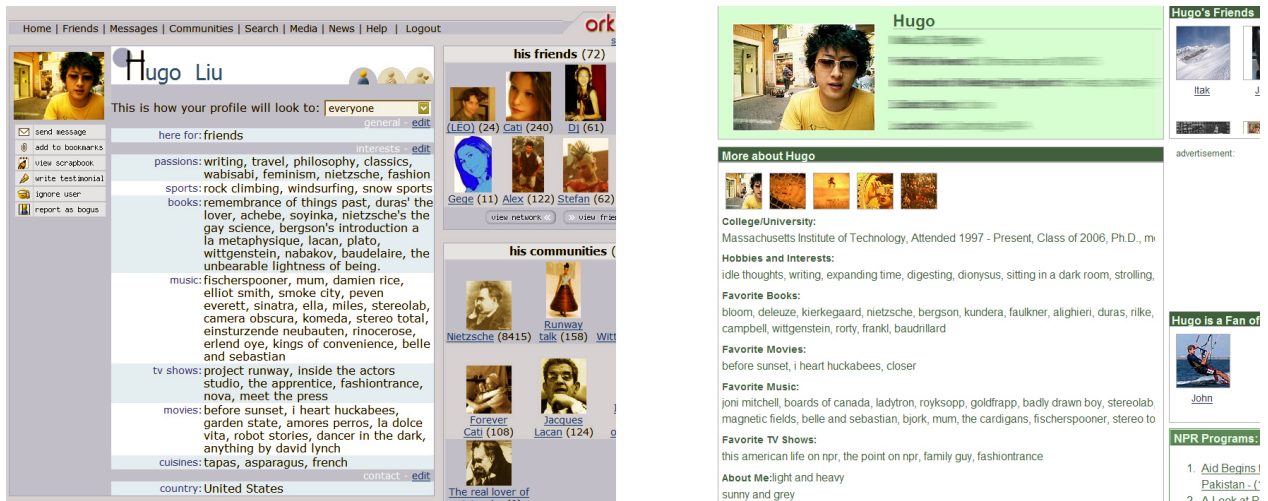 Home | Friends | Messages | Communities | Search | Media | News | Help | Logout
ork
Hugo Liu
This is how your profile will look to: everyone
general - edit
here for: friends
interests - edit
passions: writing, travel, philosophy, classics,
wabisabi, feminism, nietzsche, fashion
sports: rock climbing, windsurfing, snow sports
books: remembrance of things past, duras' the
lover, achebe, soyinka, nietzsche's the
gay science, bergson's introduction a
la metaphysique, lacan, plato,
wittgenstein, nabakov, baudelaire, the
unbearable lightness of being.
music: fischerspooner, mum, damien rice,
elliot smith, smoke city, peven
everett, sinatra, ella, miles, stereolab,
camera obscura, komeda, stereo total,
einsturzende neubauten, rinocerose,
erlend oye, kings of convenience, belle
and sebastian
tv shows: project runway, inside the actors
studio, the apprentice, fashiontrance,
nova, meet the press
movies: before sunset, i heart huckabees,
garden state, amores perros, la dolce
vita, robot stories, dancer in the dark,
anything by david lynch
cuisines: tapas, asparagus, french
contact - edit
country: United States
send message
add to bookmarks
view scrapbook
write testimonial
ignore user
report as bogus
his friends (72)
(LEO) (24) Cati (240) DJ (61)
Gege (11) Alex (122) Stefan (62)
view network view frie
his communities (
Nietzsche (8415) Runway
talk (158) Witt
Forever
Cati (108) Jacques
Lacan (124)
The real lover of
Hugo
More about Hugo
College/University:
Massachusetts Institute of Technology, Attended 1997 - Present, Class of 2006, Ph.D., m
Hobbies and Interests:
idle thoughts, writing, expanding time, digesting, dionysus, sitting in a dark room, strolling,
Favorite Books:
bloom, deleuze, kierkegaard, nietzsche, bergson, kundera, faulkner, alighieri, duras, rilke,
campbell, wittgenstein, rorty, frankl, baudrillard
Favorite Movies:
before sunset, i heart huckabees, closer
Favorite Music:
joni mitchell, boards of canada, ladytron, royksopp, goldfrapp, badly drawn boy, stereolab,
magnetic fields, belle and sebastian, bjork, mum, the cardigans, fischerspooner, stereo to
Favorite TV Shows:
this american life on npr, the point on npr, family guy, fashiontrance
About Me:light and heavy
sunny and grey
Hugo's Friends
Itak J
advertisement:
Hugo is a Fan of
John
NPR Programs:
1. Aid Begins
Pakistan - (
2. A Look at P